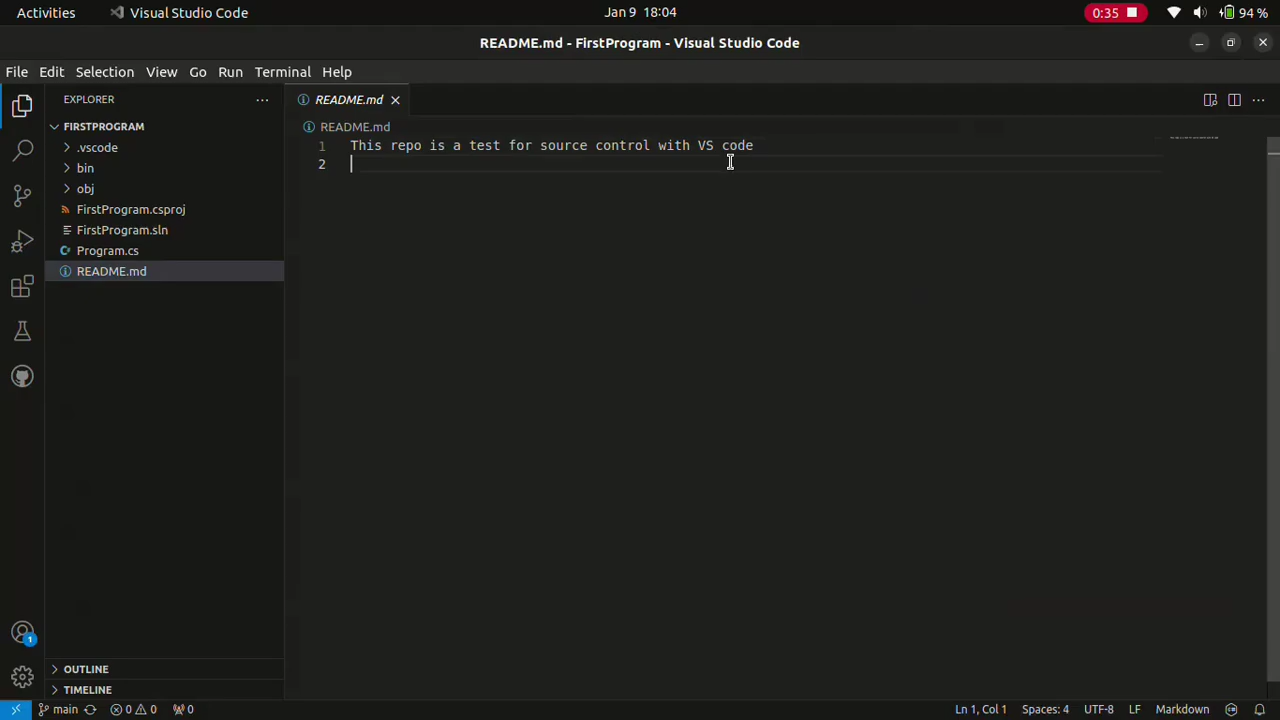 Activities
Visual Studio Code
Jan 9 18:04
0:35
94 %
README.md - FirstProgram - Visual Studio Code
File Edit Selection View Go Run Terminal Help
EXPLORER
README.md
FIRSTPROGRAM
README.md
.vscode
1 This repo is a test for source control with VS code
2
bin
obj
FirstProgram.csproj
FirstProgram.sln
Program.cs
README.md
1
OUTLINE
TIMELINE
main 0 0 0 Ln 1, Col 1 Spaces: 4 UTF-8 LF Markdown